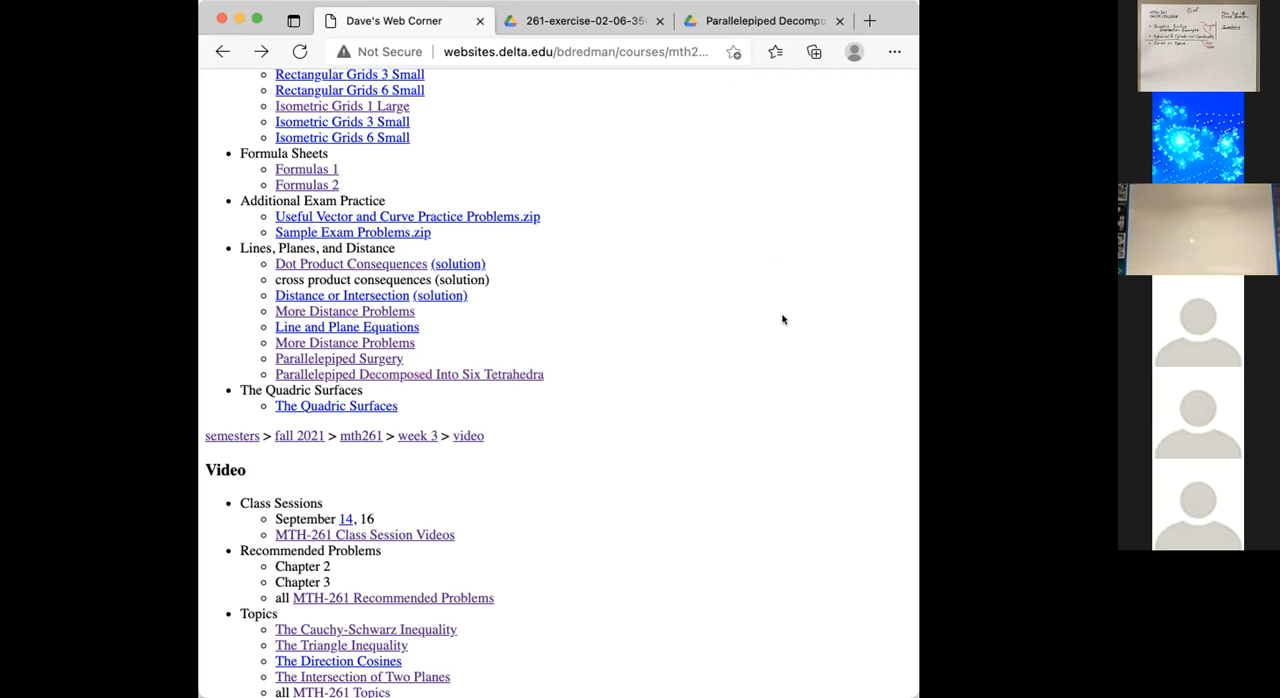 Dave's Web Corner
261-exercise-02-06-35
Parallelepiped Decomp
Not Secure
websites.delta.edu/bdredman/courses/mth2...
Rectangular Grids 3 Small
Rectangular Grids 6 Small
Isometric Grids 1 Large
Isometric Grids 3 Small
Isometric Grids 6 Small
Formula Sheets
Formulas 1
Formulas 2
Additional Exam Practice
Useful Vector and Curve Practice Problems.zip
Sample Exam Problems.zip
Lines, Planes, and Distance
Dot Product Consequences (solution)
cross product consequences (solution)
Distance or Intersection (solution)
More Distance Problems
Line and Plane Equations
More Distance Problems
Parallelepiped Surgery
Parallelepiped Decomposed Into Six Tetrahedra
The Quadric Surfaces
The Quadric Surfaces
semesters > fall 2021 > mth261 > week 3 > video
Video
Class Sessions
September 14, 16
MTH-261 Class Session Videos
Recommended Problems
Chapter 2
Chapter 3
all MTH-261 Recommended Problems
Topics
The Cauchy-Schwarz Inequality
The Triangle Inequality
The Direction Cosines
The Intersection of Two Planes
all MTH-261 Topics